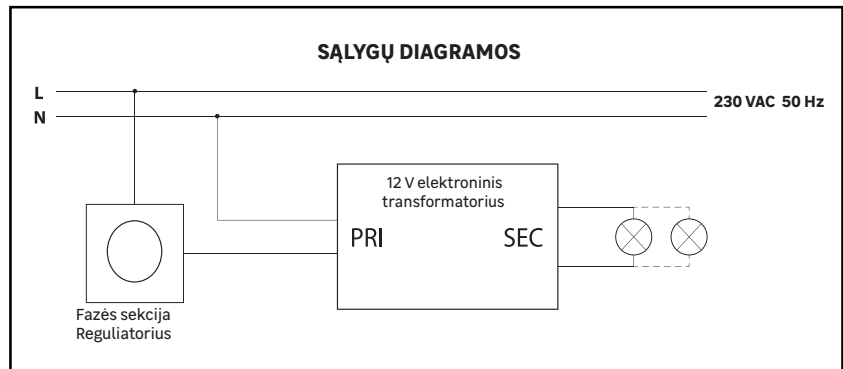 SĄLYGŲ DIAGRAMOS
L
230 VAC 50 Hz
N
12 V elektroninis
transformatorius
PRI
SEC
Fazės sekcija
Reguliatorius